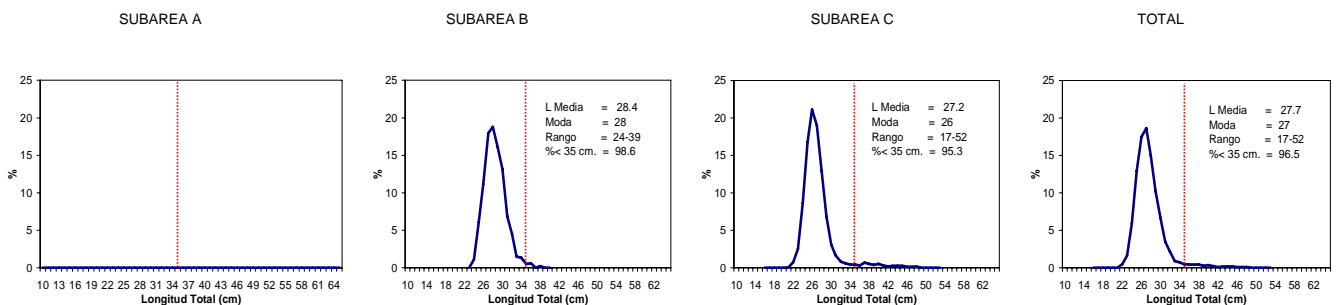 SUBAREA A
25
20
15
10
5
0
%
10 13 16 19 22 25 28 31 34 37 40 43 46 49 52 55 58 61 64
Longitud Total (cm)
SUBAREA B
25
20
15
10
5
0
%
L Media = 28.4
Moda = 28
Rango = 24-39
%< 35 cm. = 98.6
10 14 18 22 26 30 34 38 42 46 50 54 58 62
Longitud Total (cm)
SUBAREA C
25
20
15
10
5
0
%
L Media = 27.2
Moda = 26
Rango = 17-52
%< 35 cm. = 95.3
10 14 18 22 26 30 34 38 42 46 50 54 58 62
Longitud Total (cm)
TOTAL
25
20
15
10
5
0
%
L Media = 27.7
Moda = 27
Rango = 17-52
%< 35 cm. = 96.5
10 14 18 22 26 30 34 38 42 46 50 54 58 62
Longitud Total (cm)